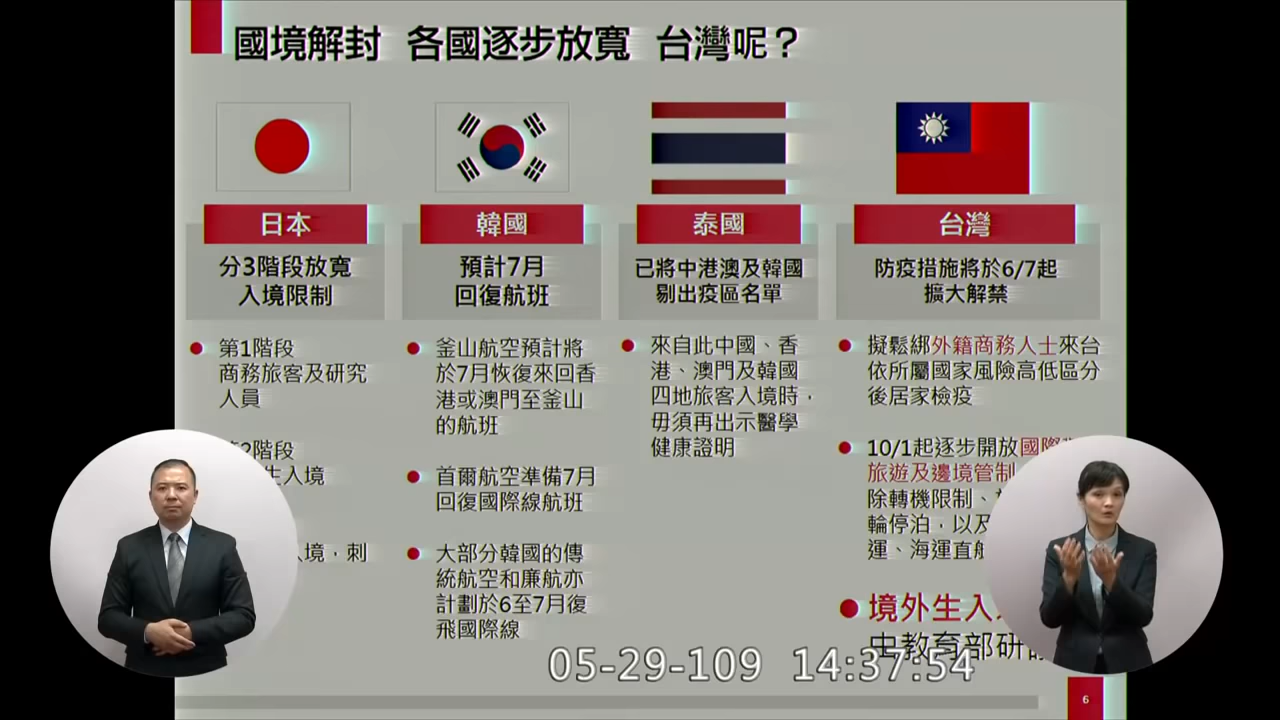 國境解封 各國逐步放寬 台灣呢？
日本
分3階段放寬
入境限制
第1階段
商務旅客及研究
人員
2階段
生入境
境，刺
韓國
預計7月
回復航班
釜山航空預計將
於7月恢復來回香
港或澳門至釜山
的航班
首爾航空準備7月
回復國際線航班
大部分韓國的傳
統航空和廉航亦
計劃於6至7月復
飛國際線
泰國
已將中港澳及韓國
剔出疫區名單
來自此中國、香
港、澳門及韓國
四地旅客入境時，
毋須再出示醫學
健康證明
台灣
防疫措施將於6/7起
擴大解禁
擬鬆綁外籍商務人士來台
依所屬國家風險高低區分
後居家檢疫
10/1起逐步開放國際
旅遊及邊境管制
除轉機限制、
輪停泊，以及
運、海運直航
境外生入
由教育部研
05-29-109 14:37:54
6